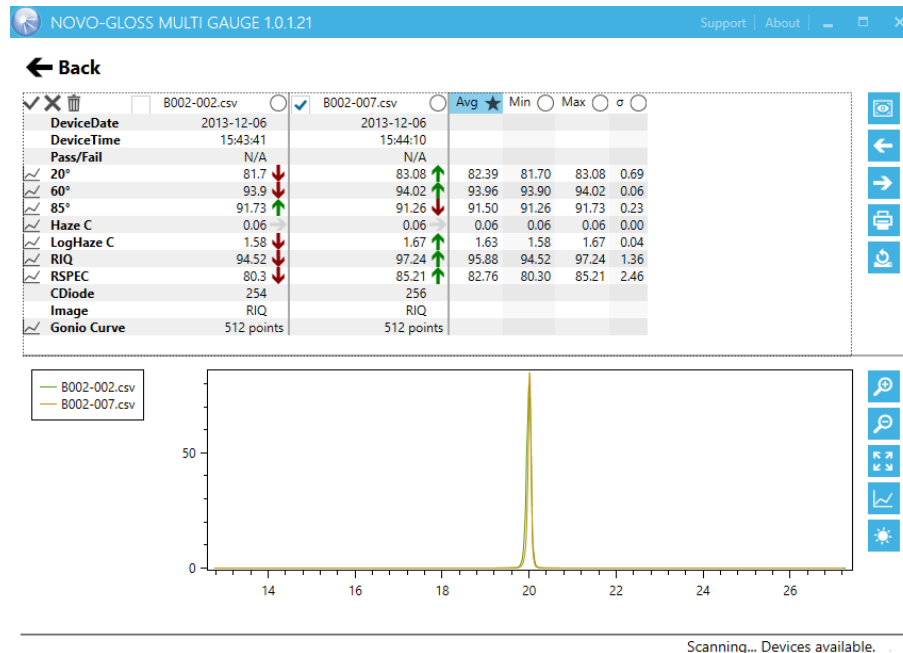 NOVO-GLOSS MULTI GAUGE 1.0.1.21 Support | About |
Back
B002-002.csv B002-007.csv Avg Min Max σ
DeviceDate 2013-12-06 2013-12-06
DeviceTime 15:43:41 15:44:10
Pass/Fail N/A N/A
20° 81.7 83.08 82.39 81.70 83.08 0.69
60° 93.9 94.02 93.96 93.90 94.02 0.06
85° 91.73 91.26 91.50 91.26 91.73 0.23
Haze C 0.06 0.06 0.06 0.06 0.06 0.00
LogHaze C 1.58 1.67 1.63 1.58 1.67 0.04
RIQ 94.52 97.24 95.88 94.52 97.24 1.36
RSPEC 80.3 85.21 82.76 80.30 85.21 2.46
CDiode 254 256
Image RIQ RIQ
Gonio Curve 512 points 512 points
B002-002.csv
B002-007.csv
50
0
14 16 18 20 22 24 26
Scanning... Devices available.